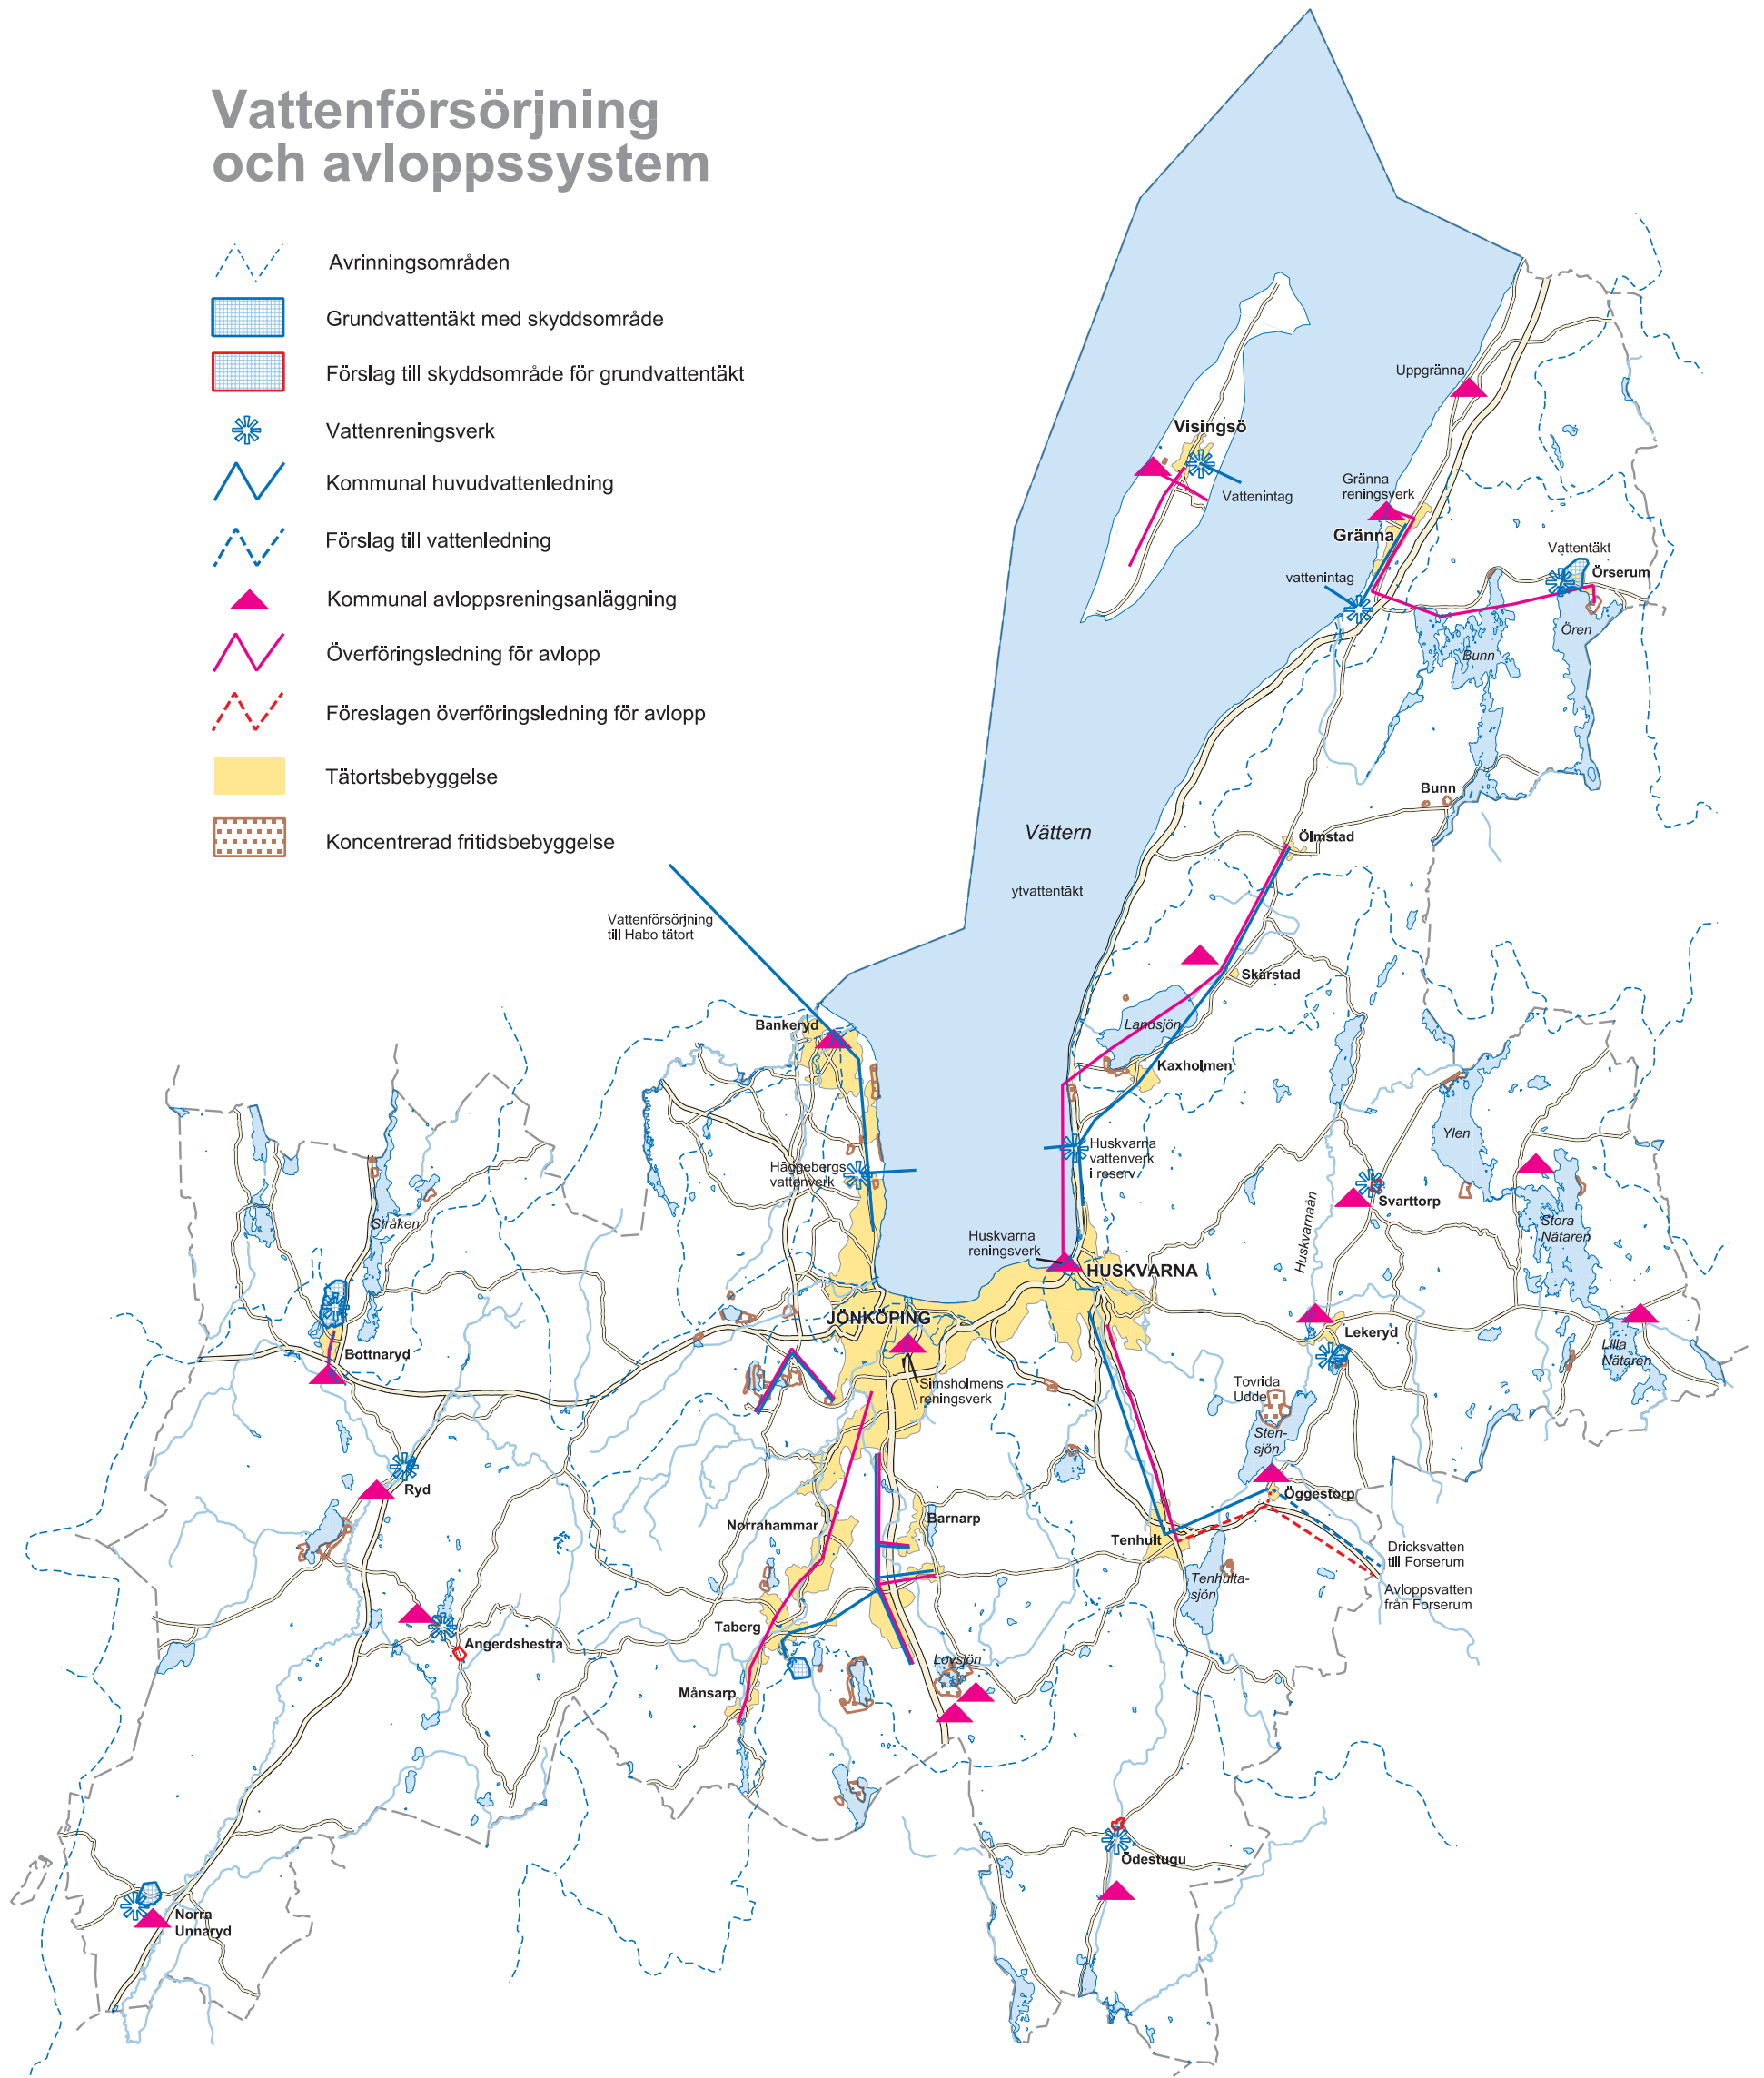 Vattenförsörjning
och avloppssystem
Avrinningsområden
Grundvattentäkt med skyddsområde
Förslag till skyddsområde för grundvattentäkt
Vattenreningsverk
Kommunal huvudvattenledning
Förslag till vattenledning
Kommunal avloppsreningsanläggning
Överföringsledning för avlopp
Föreslagen överföringsledning för avlopp
Tätortsbebyggelse
Koncentrerad fritidsbebyggelse
Uppgränna
Visingsö
Vattenintag
Gränna
reningsverk
Gränna
vattenintag
Vattentäkt
Örserum
Ören
Bunn
Bunn
Ölmstad
Vättern
ytvattentäkt
Vattenförsörjning
till Habo tätort
Skärstad
Landsjön
Kaxholmen
Bankeryd
Häggebergs
vattenverk
Huskvarna
vattenverk
i reserv
Ylen
Svarttorp
Stora
Nätaren
Huskvarnaån
Stråken
Huskvarna
reningsverk
HUSKVARNA
JÖNKÖPING
Lekeryd
Lilla
Nätaren
Bottnaryd
Simsholmens
reningsverk
Tovrida
Udde
Sten-
sjön
Ryd
Öggestorp
Norrahammar
Barnarp
Tenhult
Dricksvatten
till Forserum
Tenhulta-
sjön
Avloppsvatten
från Forserum
Taberg
Angerdshestra
Lovsjön
Månsarp
Ödestugu
Norra
Unnaryd